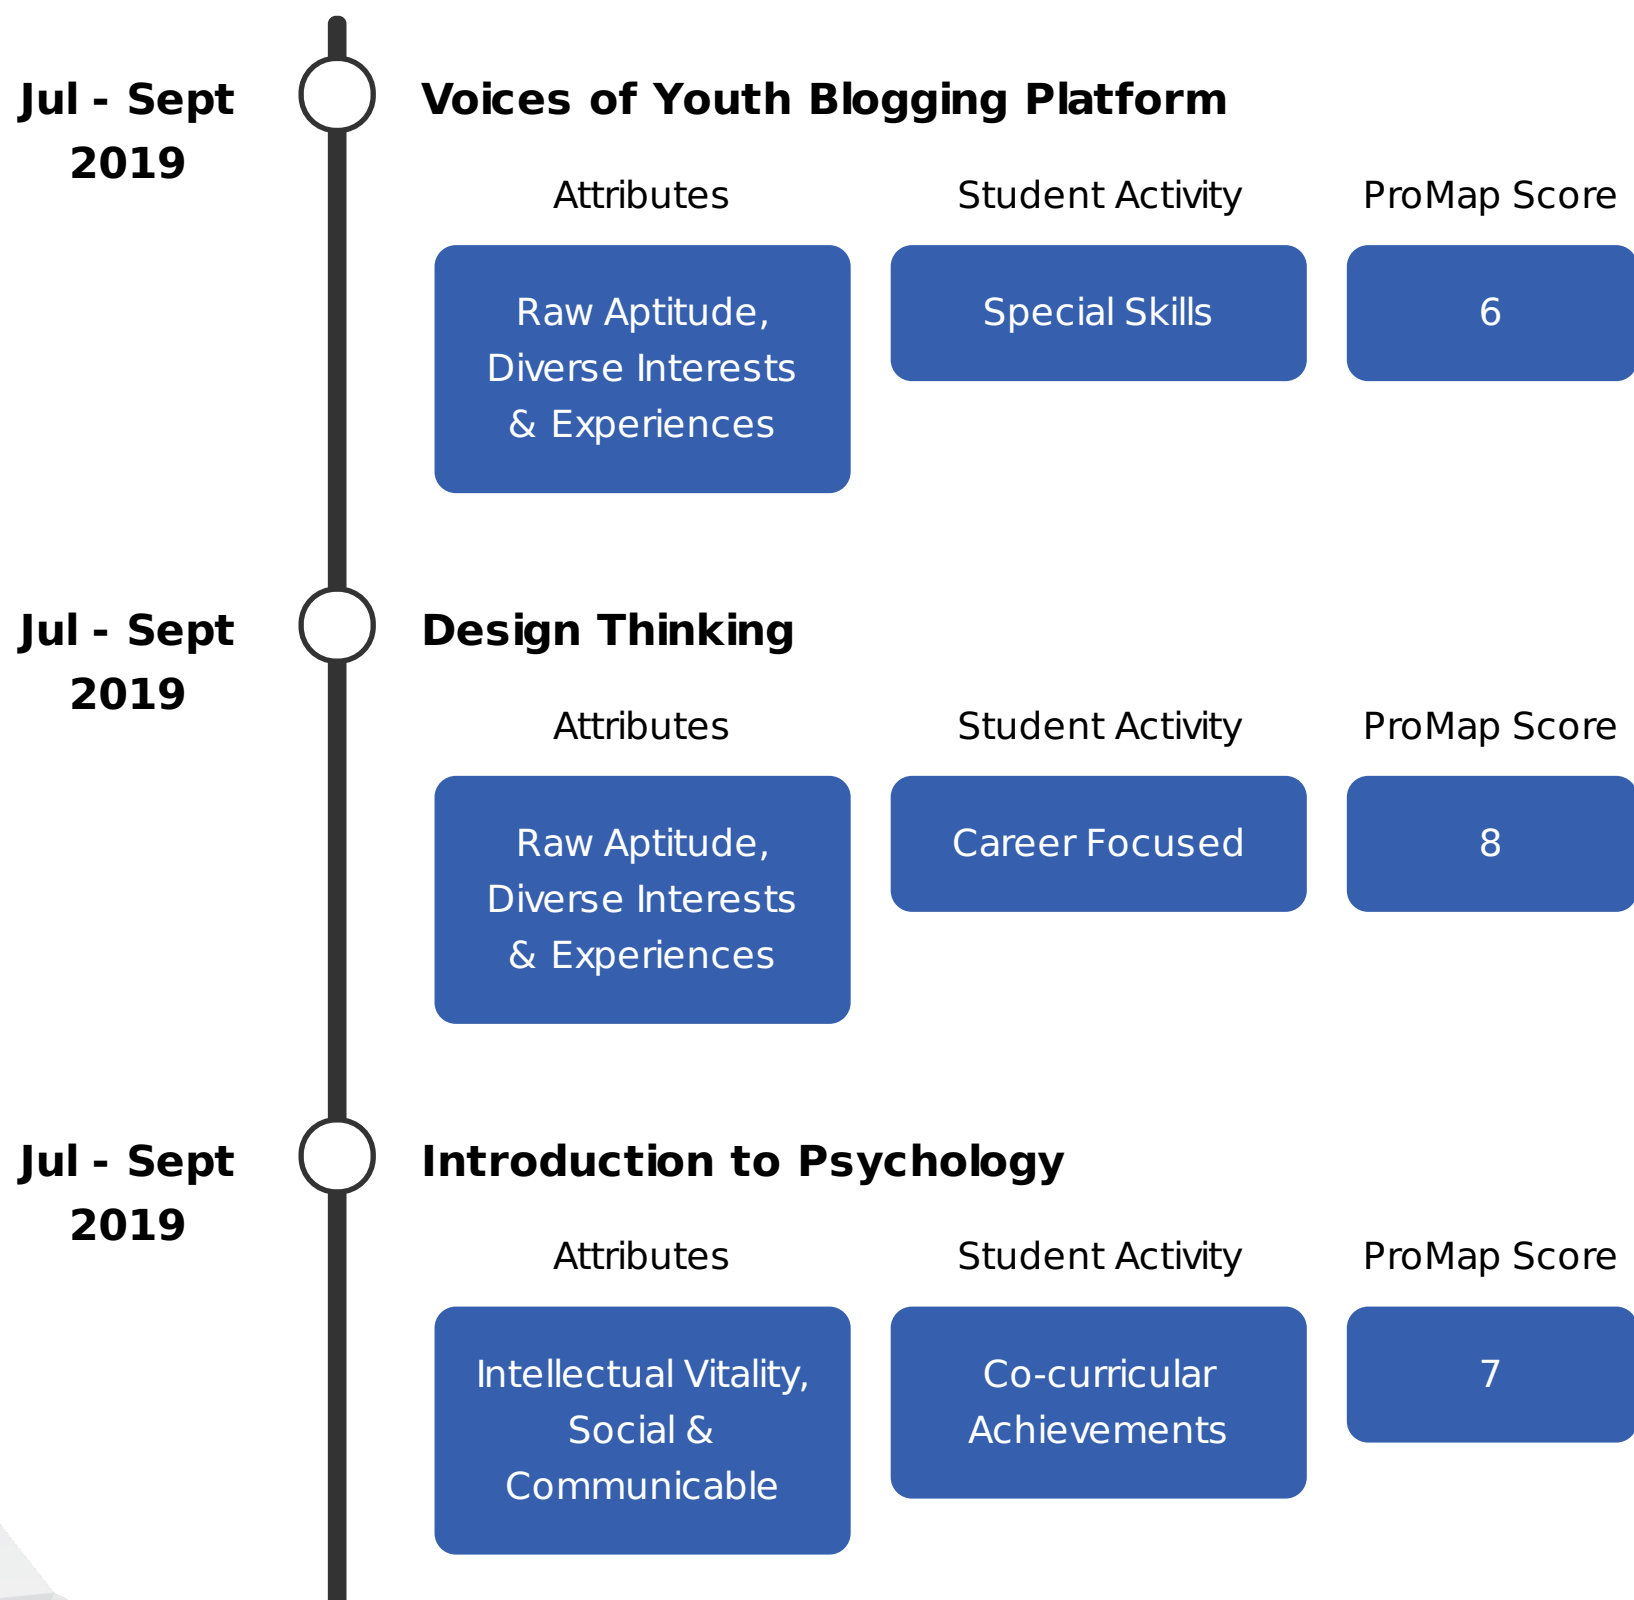 Jul - Sept
2019
Voices of Youth Blogging Platform
Attributes
Student Activity
ProMap Score
Raw Aptitude,
Diverse Interests
& Experiences
Special Skills
6
Jul - Sept
2019
Design Thinking
Attributes
Student Activity
ProMap Score
Raw Aptitude,
Diverse Interests
& Experiences
Career Focused
8
Jul - Sept
2019
Introduction to Psychology
Attributes
Student Activity
ProMap Score
Intellectual Vitality,
Social &
Communicable
Co-curricular
Achievements
7